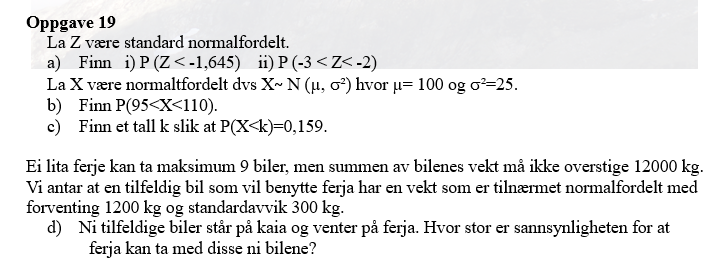 Oppgave 19
La Z være standard normalfordelt.
a) Finn i) P (Z < -1,645) ii) P (-3 < Z< -2)
La X være normaltfordelt dvs X~ N (μ, σ²) hvor μ= 100 og σ²=25.
b) Finn P(95<X<110).
c) Finn et tall k slik at P(X<k)=0,159.
Ei lita ferje kan ta maksimum 9 biler, men summen av bilenes vekt må ikke overstige 12000 kg.
Vi antar at en tilfeldig bil som vil benytte ferja har en vekt som er tilnærmet normalfordelt med
forventing 1200 kg og standardavvik 300 kg.
d) Ni tilfeldige biler står på kaia og venter på ferja. Hvor stor er sannsynligheten for at
ferja kan ta med disse ni bilene?